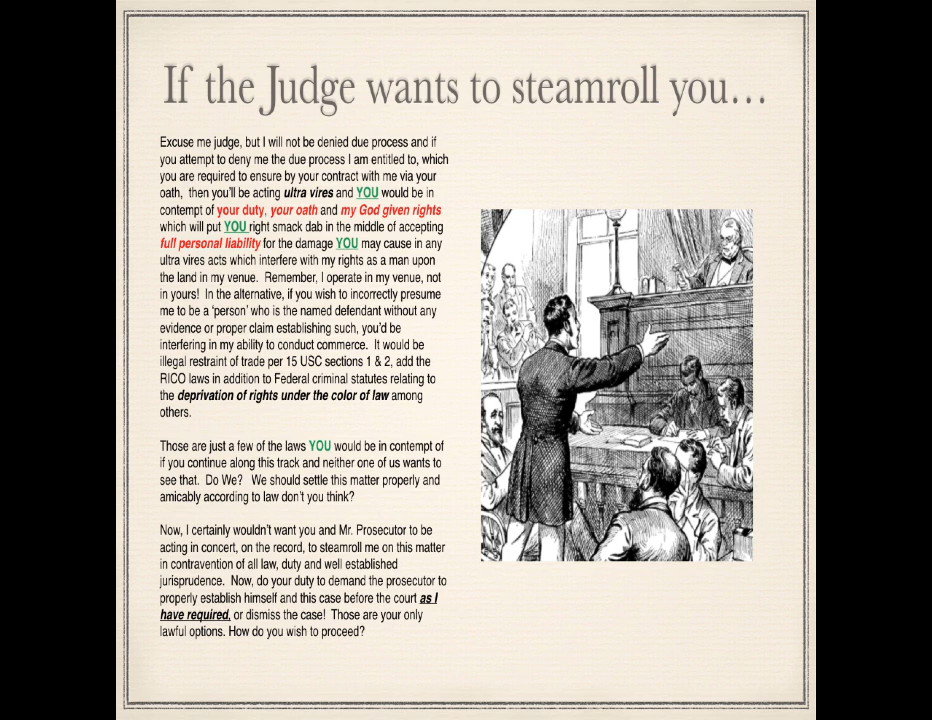 If the Judge wants to steamroll you…
Excuse me judge, but I will not be denied due process and if
you attempt to deny me the due process I am entitled to, which
you are required to ensure by your contract with me via your
oath, then you'll be acting ultra vires and YOU would be in
contempt of your duty, your oath and my God given rights
which will put YOU right smack dab in the middle of accepting
full personal liability for the damage YOU may cause in any
ultra vires acts which interfere with my rights as a man upon
the land in my venue. Remember, I operate in my venue, not
in yours! In the alternative, if you wish to incorrectly presume
me to be a 'person' who is the named defendant without any
evidence or proper claim establishing such, you'd be
interfering in my ability to conduct commerce. It would be
illegal restraint of trade per 15 USC sections 1 & 2, add the
RICO laws in addition to Federal criminal statutes relating to
the deprivation of rights under the color of law among
others.
Those are just a few of the laws YOU would be in contempt of
if you continue along this track and neither one of us wants to
see that. Do We? We should settle this matter properly and
amicably according to law don't you think?
Now, I certainly wouldn't want you and Mr. Prosecutor to be
acting in concert, on the record, to steamroll me on this matter
in contravention of all law, duty and well established
jurisprudence. Now, do your duty to demand the prosecutor to
properly establish himself and this case before the court as I
have required, or dismiss the case! Those are your only
lawful options. How do you wish to proceed?